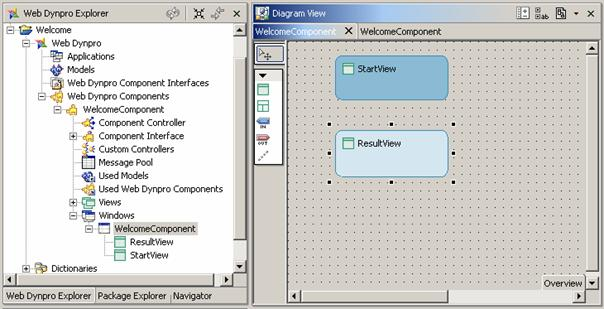 Web Dynpro Explorer
Welcome
Web Dynpro
Applications
Models
Web Dynpro Component Interfaces
Web Dynpro Components
WelcomeComponent
Component Controller
Component Interface
Custom Controllers
Message Pool
Used Models
Used Web Dynpro Components
Views
Windows
WelcomeComponent
ResultView
StartView
Dictionaries
Web Dynpro Explorer Package Explorer Navigator
Diagram View
WelcomeComponent WelcomeComponent
StartView
IN
OUT
ResultView
Overview